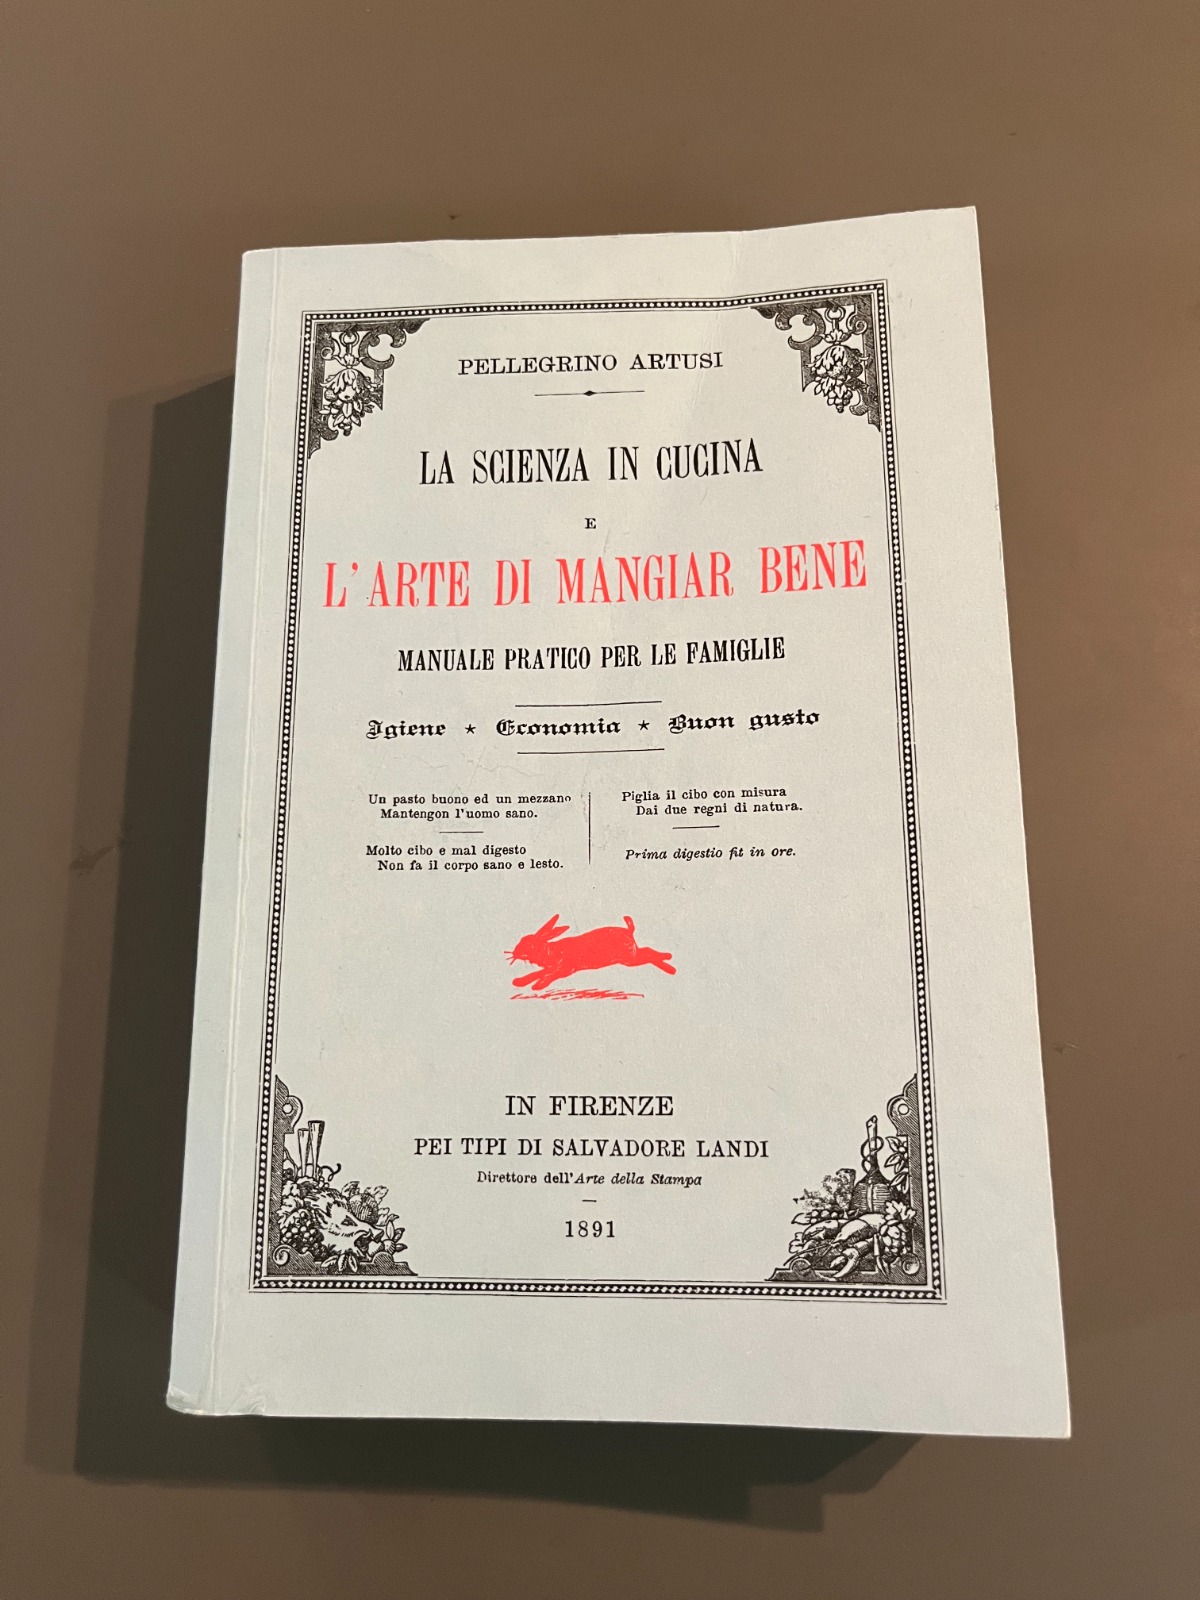 PELLEGRINO ARTUSI
LA SCIENZA IN CUCINA
E
L'ARTE DI MANGIAR BENE
MANUALE PRATICO PER LE FAMIGLIE
Igiene ★ Economia ★ Buon gusto
Un pasto buono ed un mezzano
Mantengon l'uomo sano.
Molto cibo e mal digesto
Non fa il corpo sano e lesto.
Piglia il cibo con misura
Dai due regni di natura.
Prima digestio fit in ore.
IN FIRENZE
PEI TIPI DI SALVADORE LANDI
Direttore dell'Arte della Stampa
1891